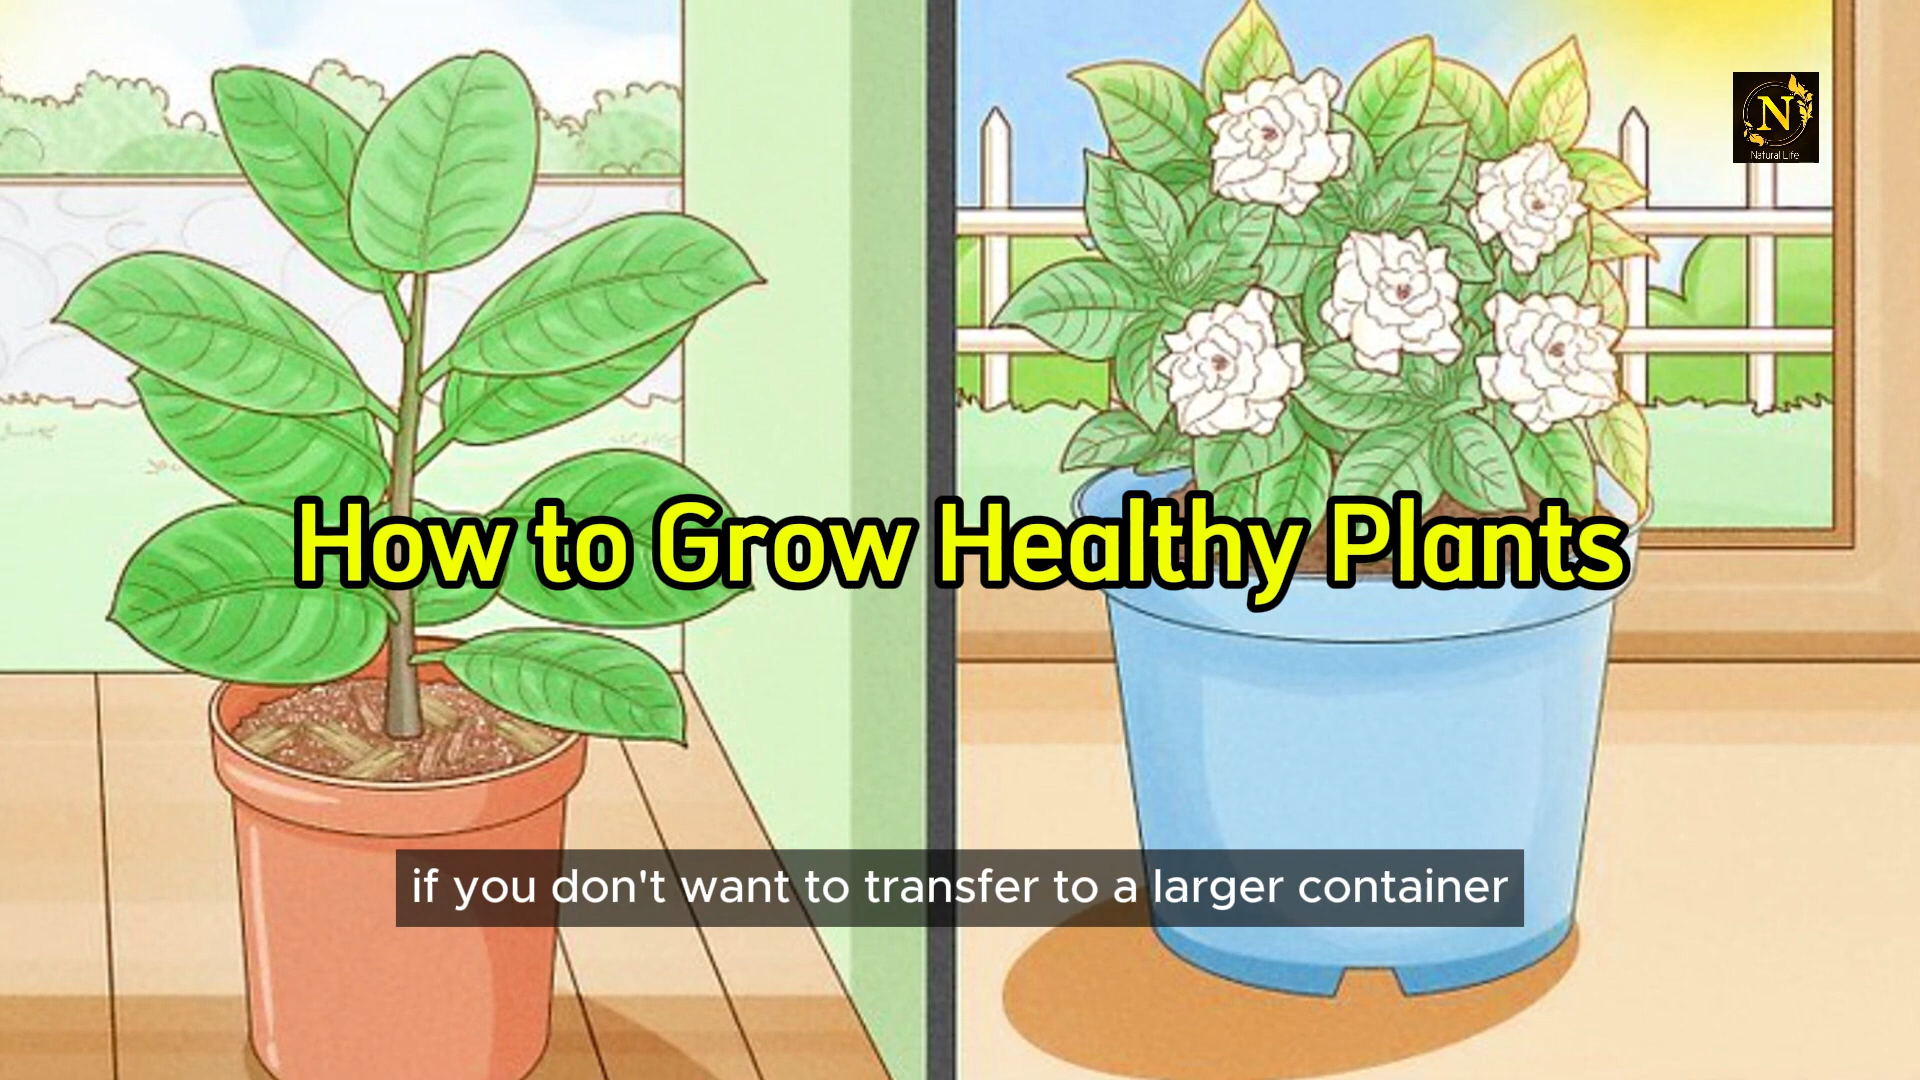 N
Natural Life
How to Grow Healthy Plants
if you don't want to transfer to a larger container